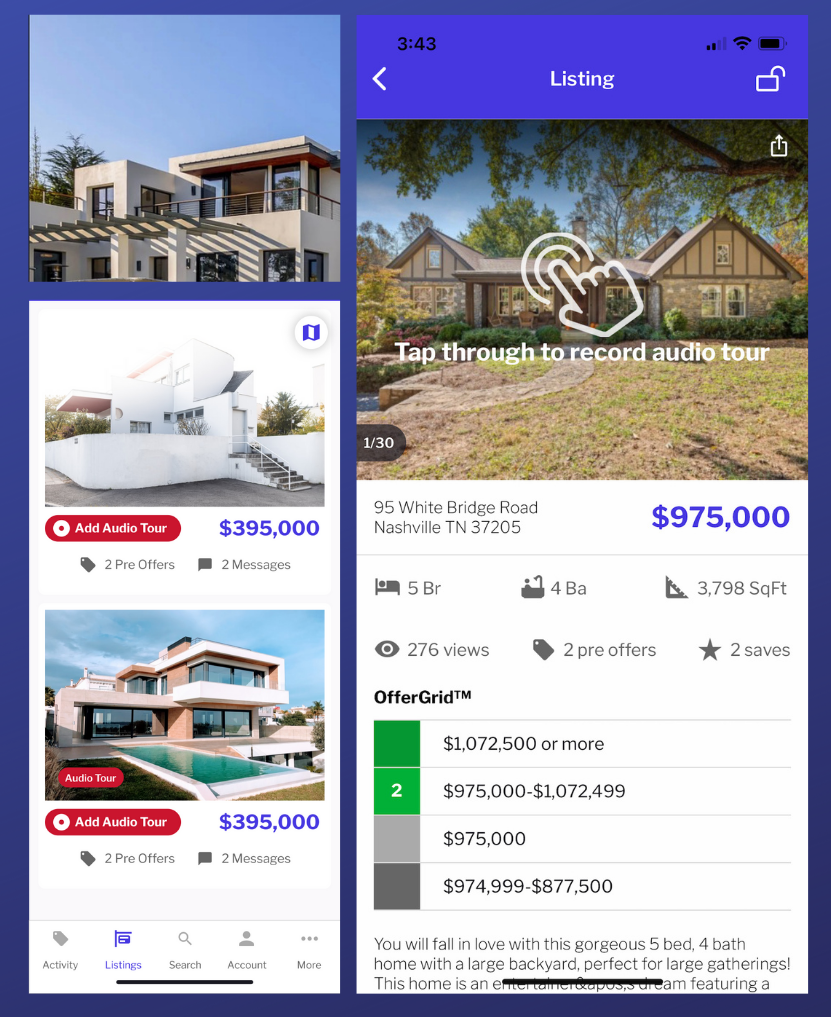 Add Audio Tour
$395,000
2 Pre Offers
2 Messages
Audio Tour
Add Audio Tour
$395,000
2 Pre Offers
2 Messages
Activity
Listings
Search
Account
More
3:43
Listing
Tap through to record audio tour
1/30
95 White Bridge Road
Nashville TN 37205
$975,000
5 Br
4 Ba
3,798 SqFt
276 views
2 pre offers
2 saves
OfferGrid™
$1,072,500 or more
2 $975,000-$1,072,499
$975,000
$974,999-$877,500
You will fall in love with this gorgeous 5 bed, 4 bath
home with a large backyard, perfect for large gatherings!
This home is an entertainer&apos;s dream featuring a